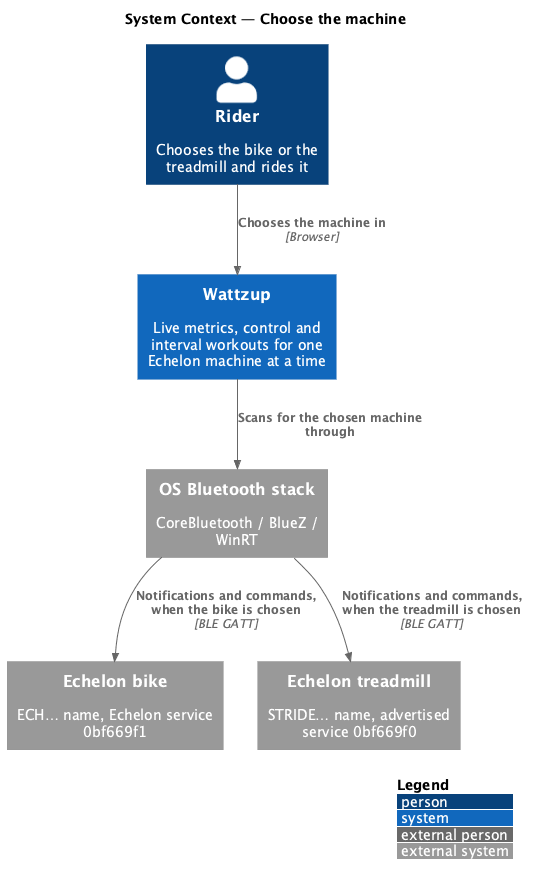 System Context — Choose the machine
Rider
Chooses the bike or the
treadmill and rides it
Chooses the machine in
[Browser]
Wattzup
Live metrics, control and
interval workouts for one
Echelon machine at a time
Scans for the chosen machine
through
OS Bluetooth stack
CoreBluetooth / BlueZ /
WinRT
Notifications and commands,
when the bike is chosen
[BLE GATT]
Notifications and commands,
when the treadmill is chosen
[BLE GATT]
Echelon bike
ECH... name, Echelon service
0bf669f1
Echelon treadmill
STRIDE... name, advertised
service 0bf669f0
Legend
person
system
external person
external system